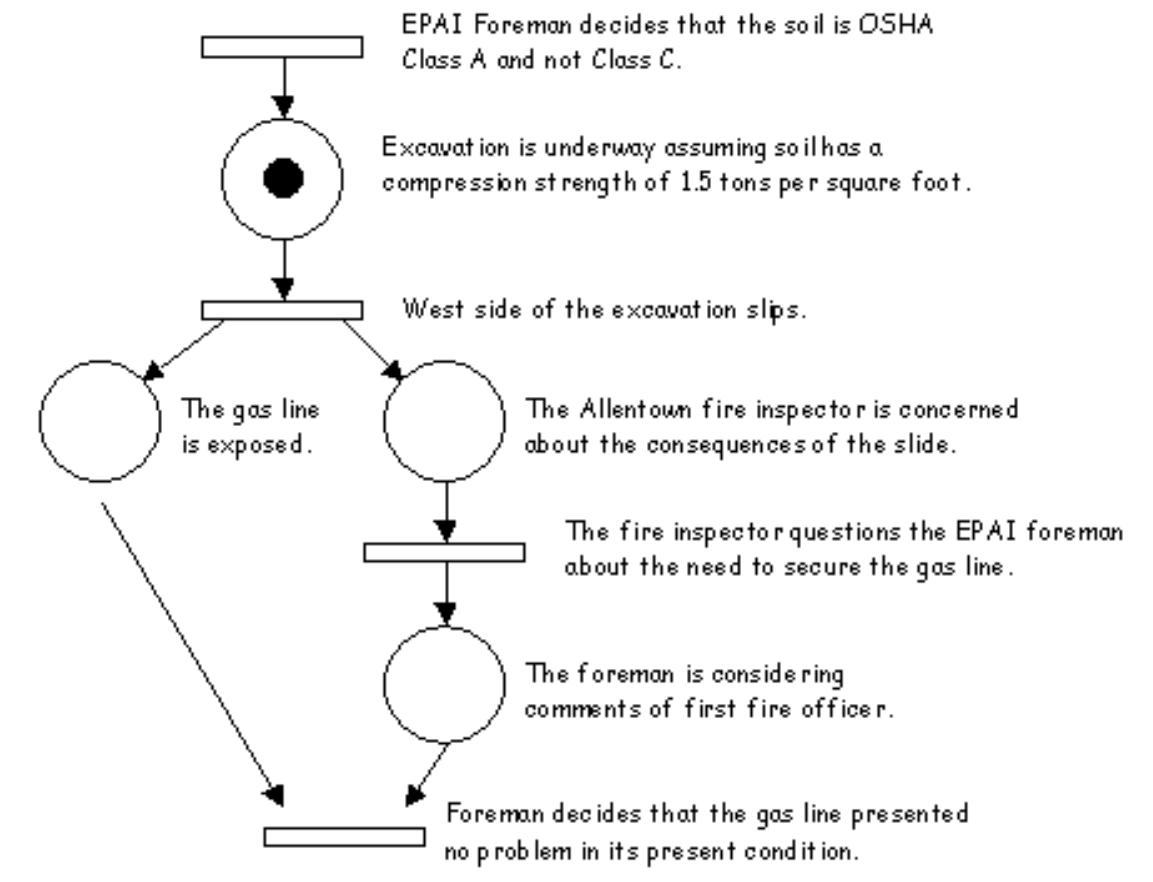 EPAI Foreman decides that the soil is OSHA
Class A and not Class C.
Excavation is underway assuming soil has a
compression strength of 1.5 tons per square foot.
West side of the excavation slips.
The gas line
is exposed.
The Allentown fire inspector is concerned
about the consequences of the slide.
The fire inspector questions the EPAI foreman
about the need to secure the gas line.
The foreman is considering
comments of first fire officer.
Foreman decides that the gas line presented
no problem in its present condition.